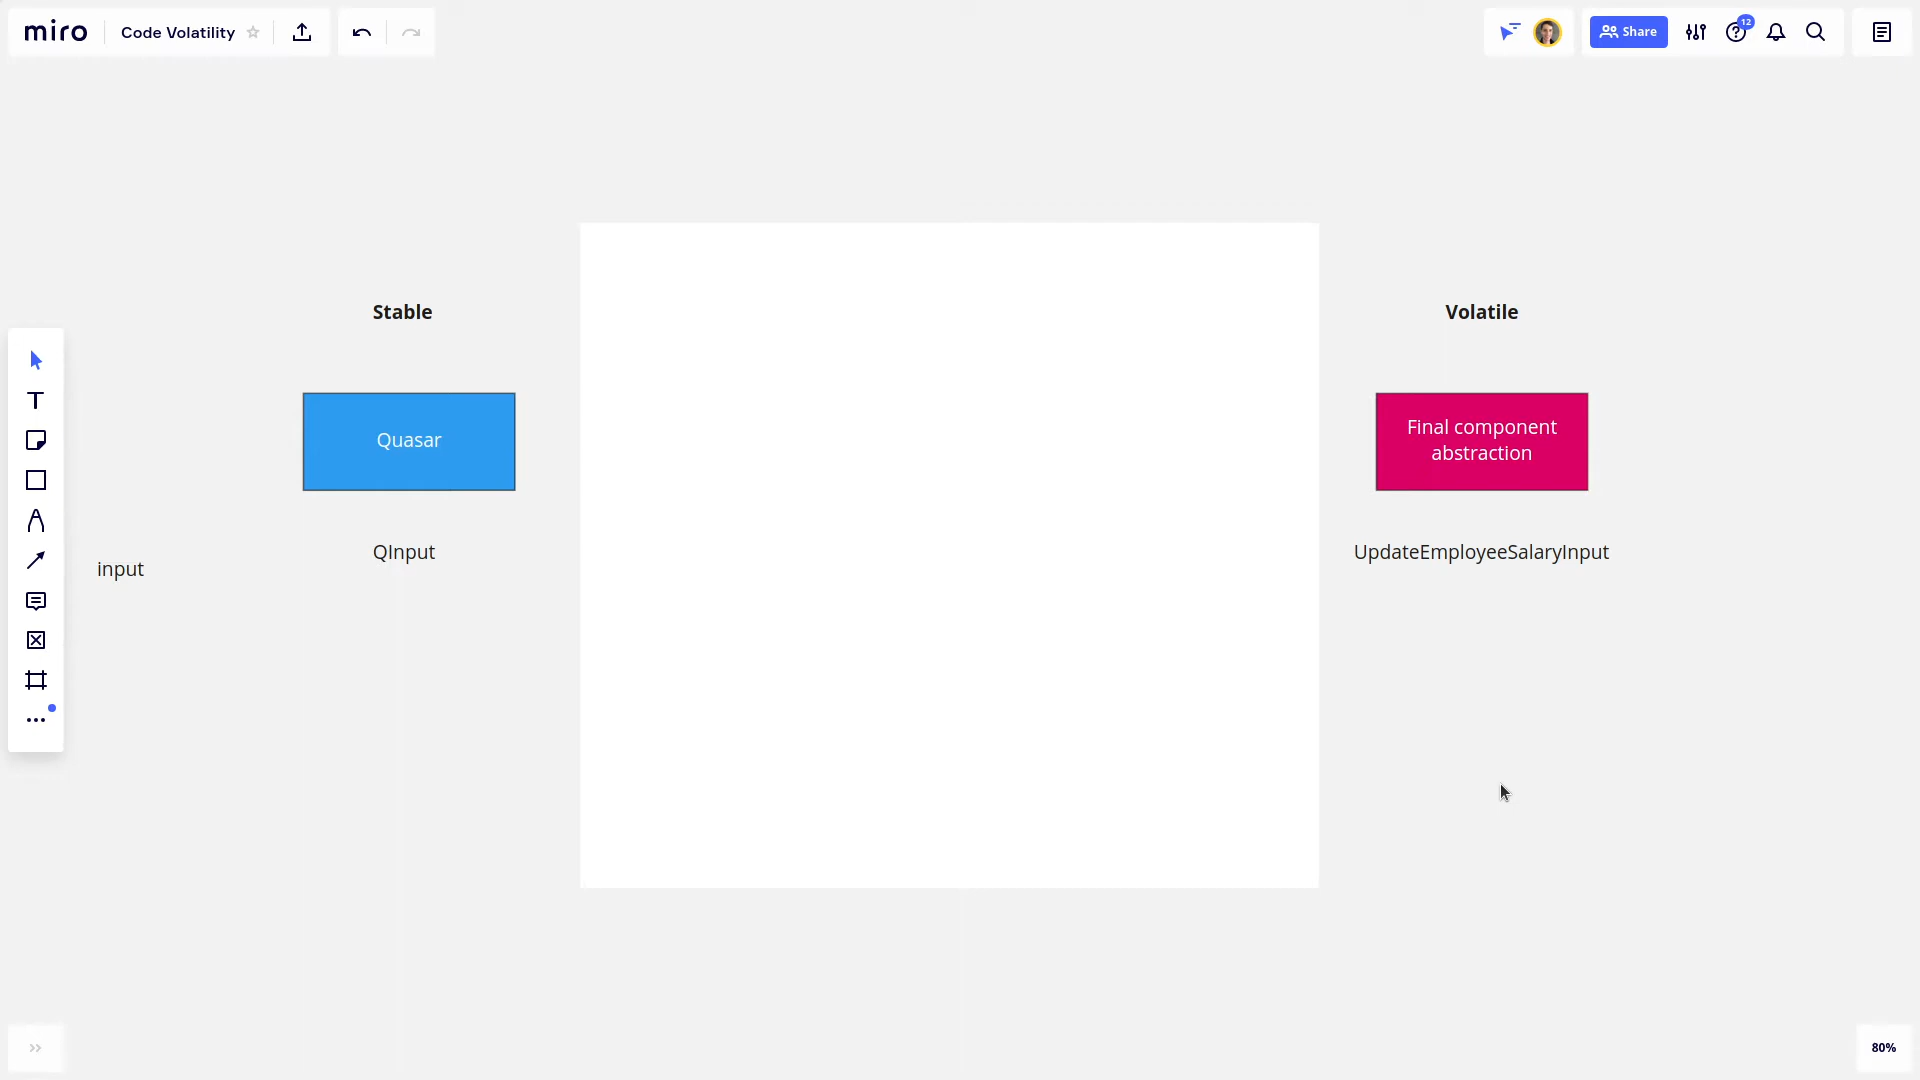 miro
Code Volatility
Share
12
Stable
Volatile
Quasar
Final component
abstraction
QInput
UpdateEmployeeSalaryInput
input
80%